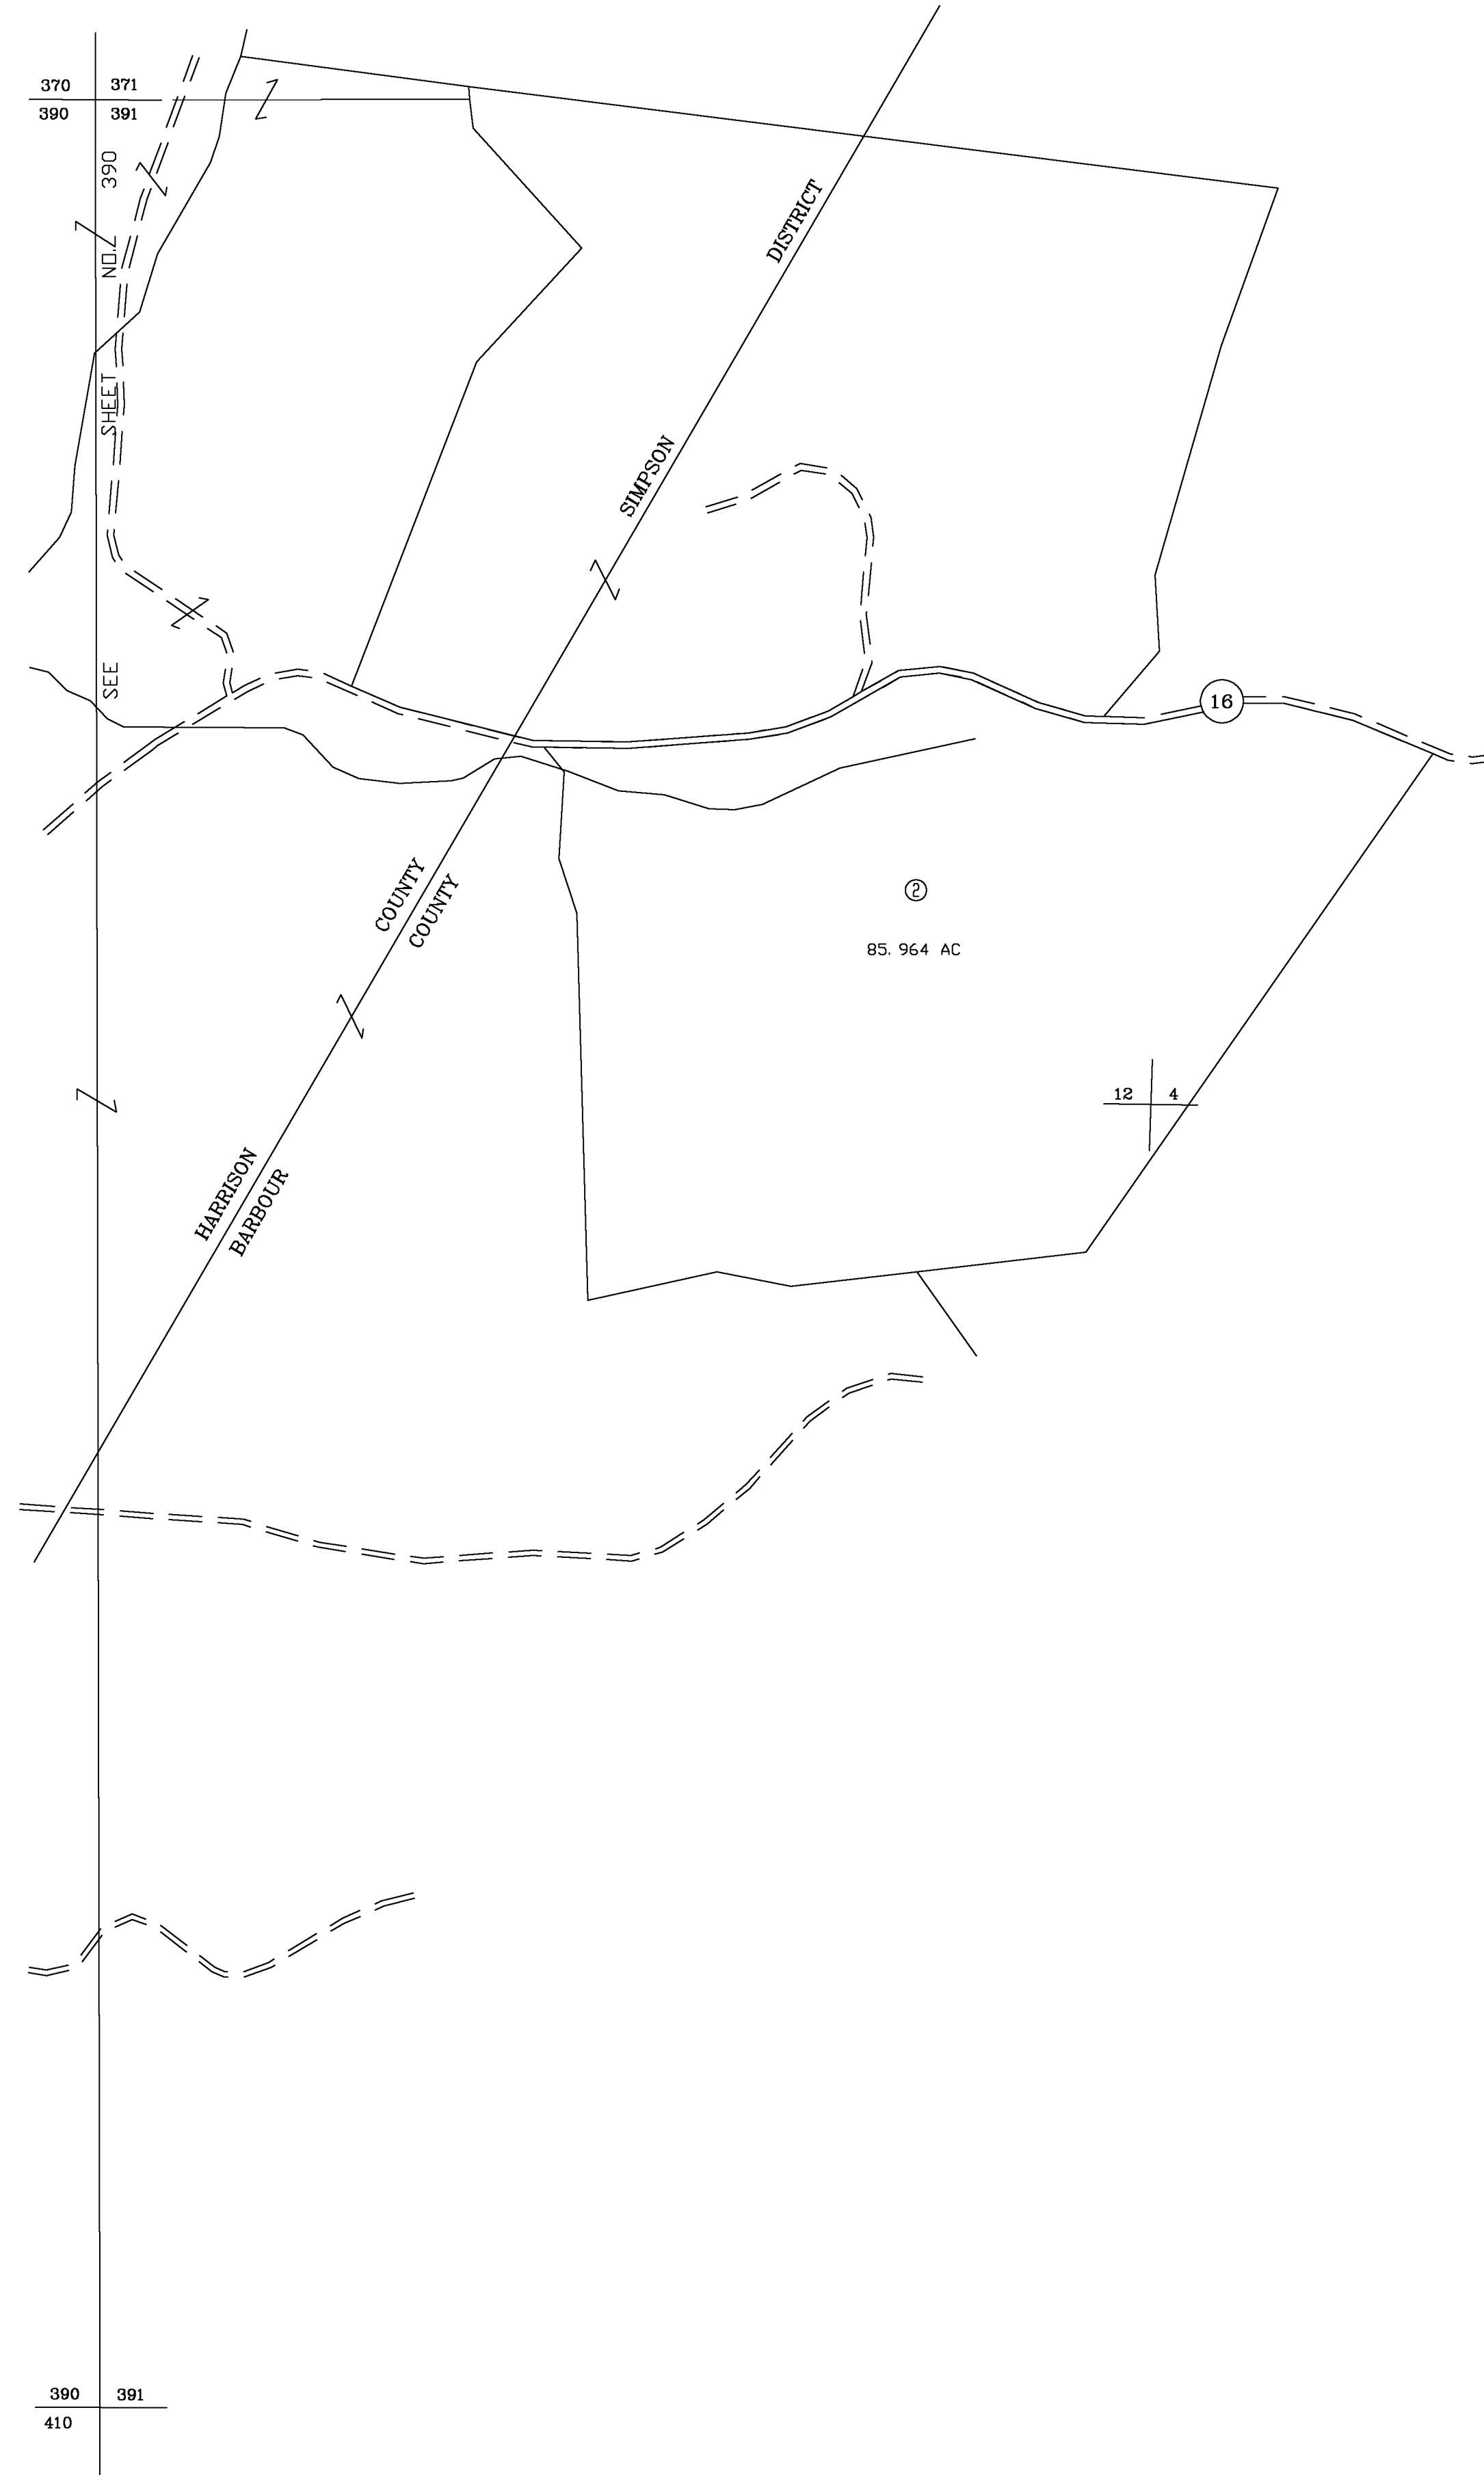 370 371
390 391
SEE SHEET NO. 390
SIMPSON DISTRICT
16
HARRISON COUNTY
BARBOUR COUNTY
2
85.964 AC
12 4
390 391
410